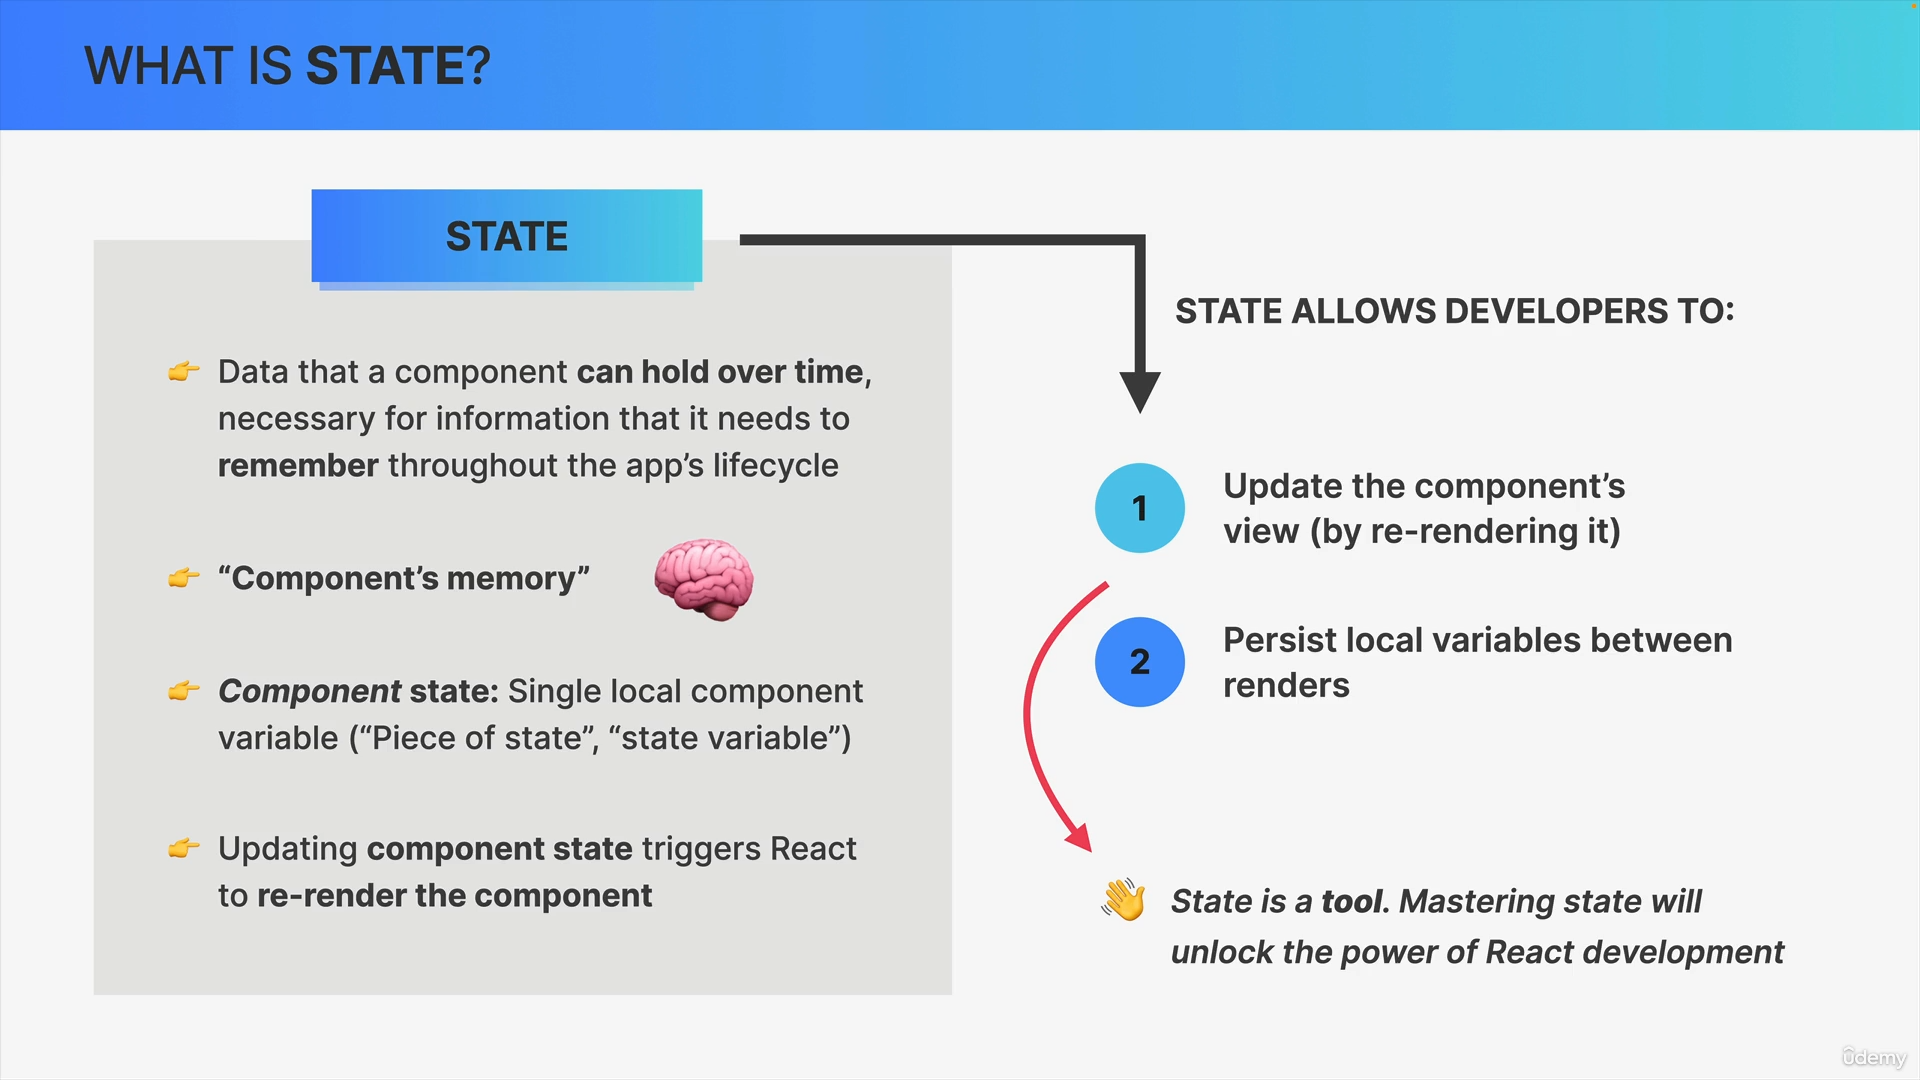 WHAT IS STATE?
STATE
👉 Data that a component can hold over time,
necessary for information that it needs to
remember throughout the app’s lifecycle
👉 “Component’s memory”
👉 Component state: Single local component
variable (“Piece of state”, “state variable”)
👉 Updating component state triggers React
to re-render the component
STATE ALLOWS DEVELOPERS TO:
1
Update the component’s
view (by re-rendering it)
2
Persist local variables between
renders
👋 State is a tool. Mastering state will
unlock the power of React development
ûdemy